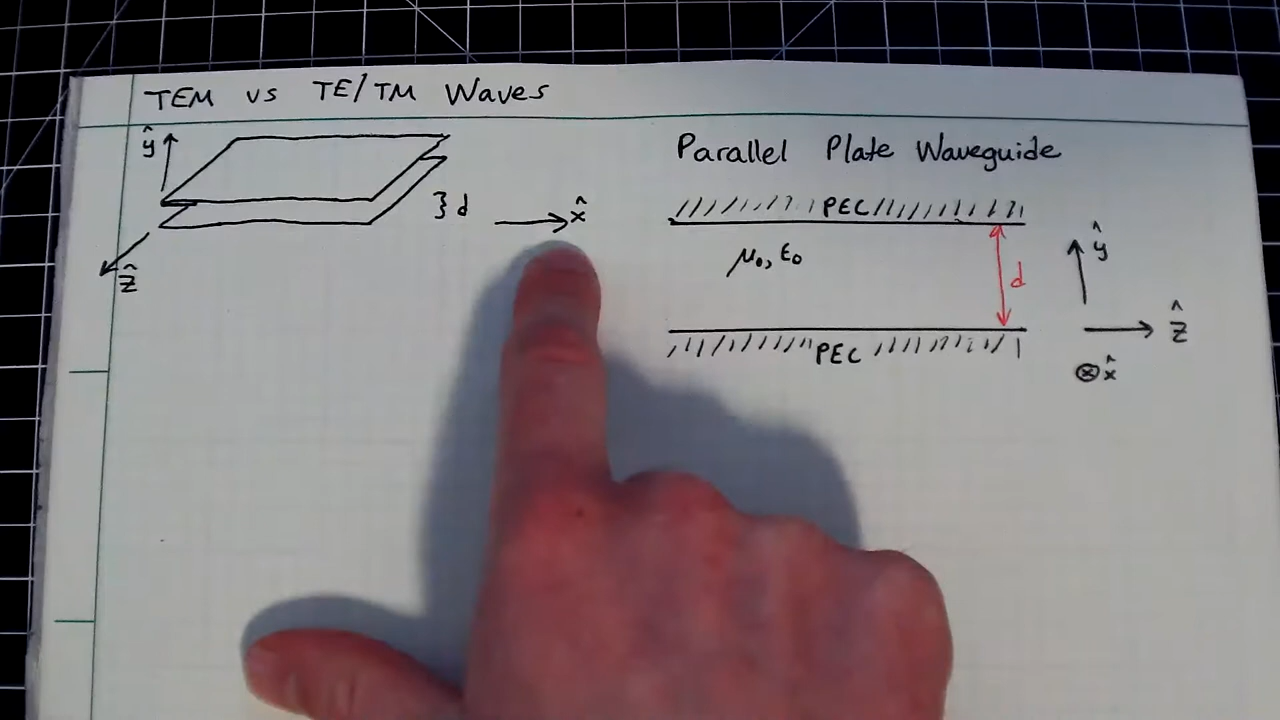 TEM vs TE/TM Waves
ŷ
} d
x̂
ẑ
Parallel Plate Waveguide
PEC
μ₀, ε₀
d
PEC
ŷ
ẑ
⊗ x̂